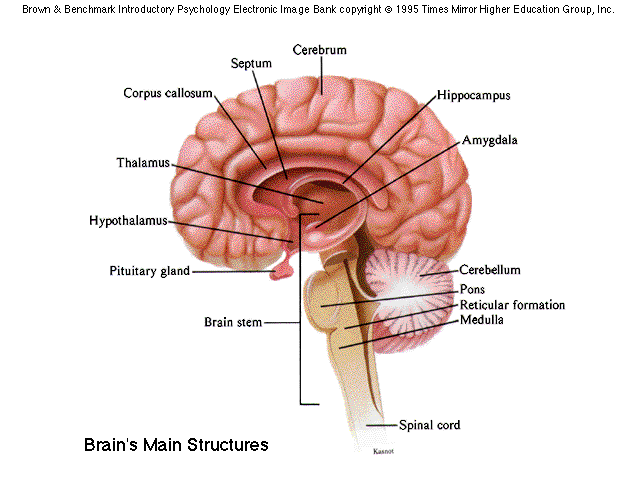 Brown & Benchmark Introductory Psychology Electronic Image Bank copyright © 1995 Times Mirror Higher Education Group, Inc.
Cerebrum
Septum
Corpus callosum
Hippocampus
Amygdala
Thalamus
Hypothalamus
Pituitary gland
Cerebellum
Pons
Reticular formation
Medulla
Brain stem
Spinal cord
Brain's Main Structures
Kasnot